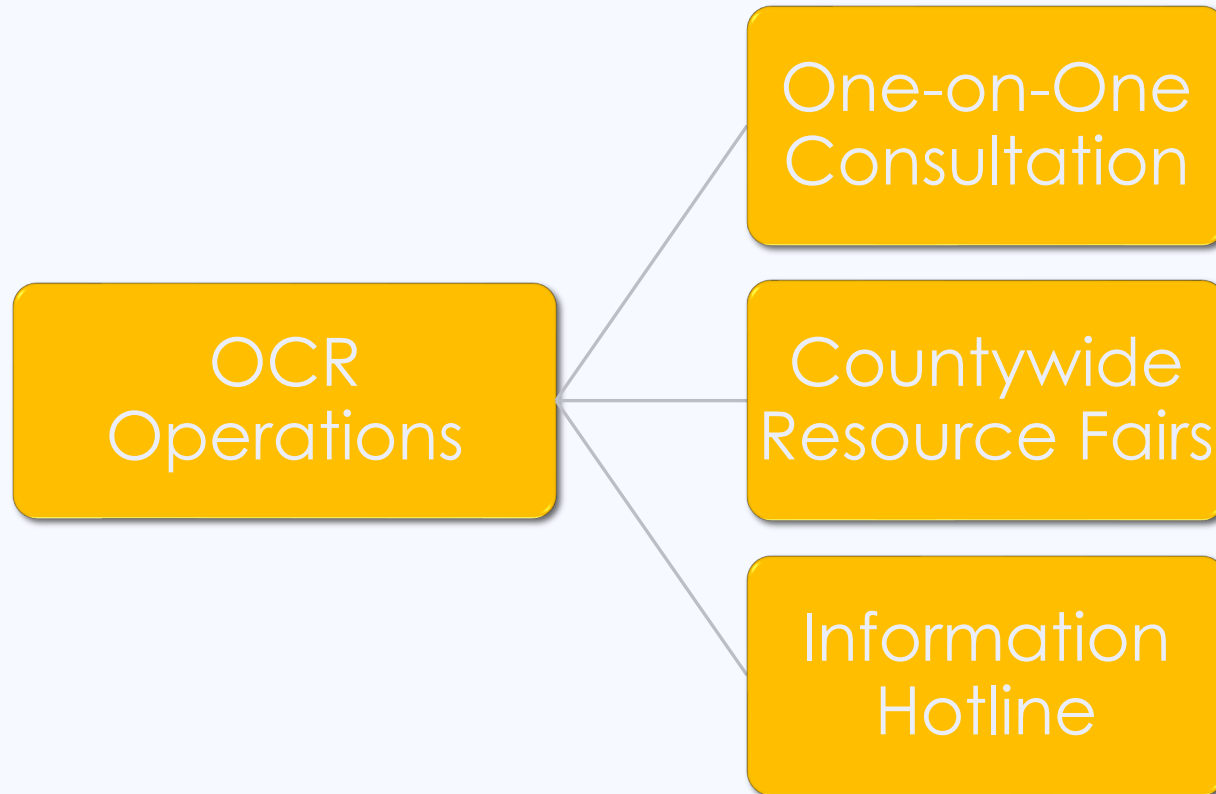 One-on-One
Consultation
OCR
Operations
Countywide
Resource Fairs
Information
Hotline